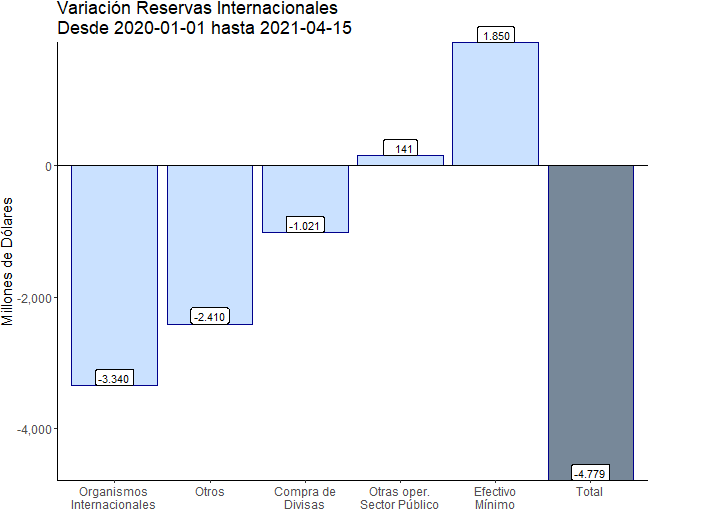 Variación Reservas Internacionales
Desde 2020-01-01 hasta 2021-04-15
Millones de Dólares
0
-2,000
-4,000
-3.340
-2.410
-1.021
141
1.850
-4.779
Organismos
Internacionales
Otros
Compra de
Divisas
Otras oper.
Sector Público
Efectivo
Mínimo
Total